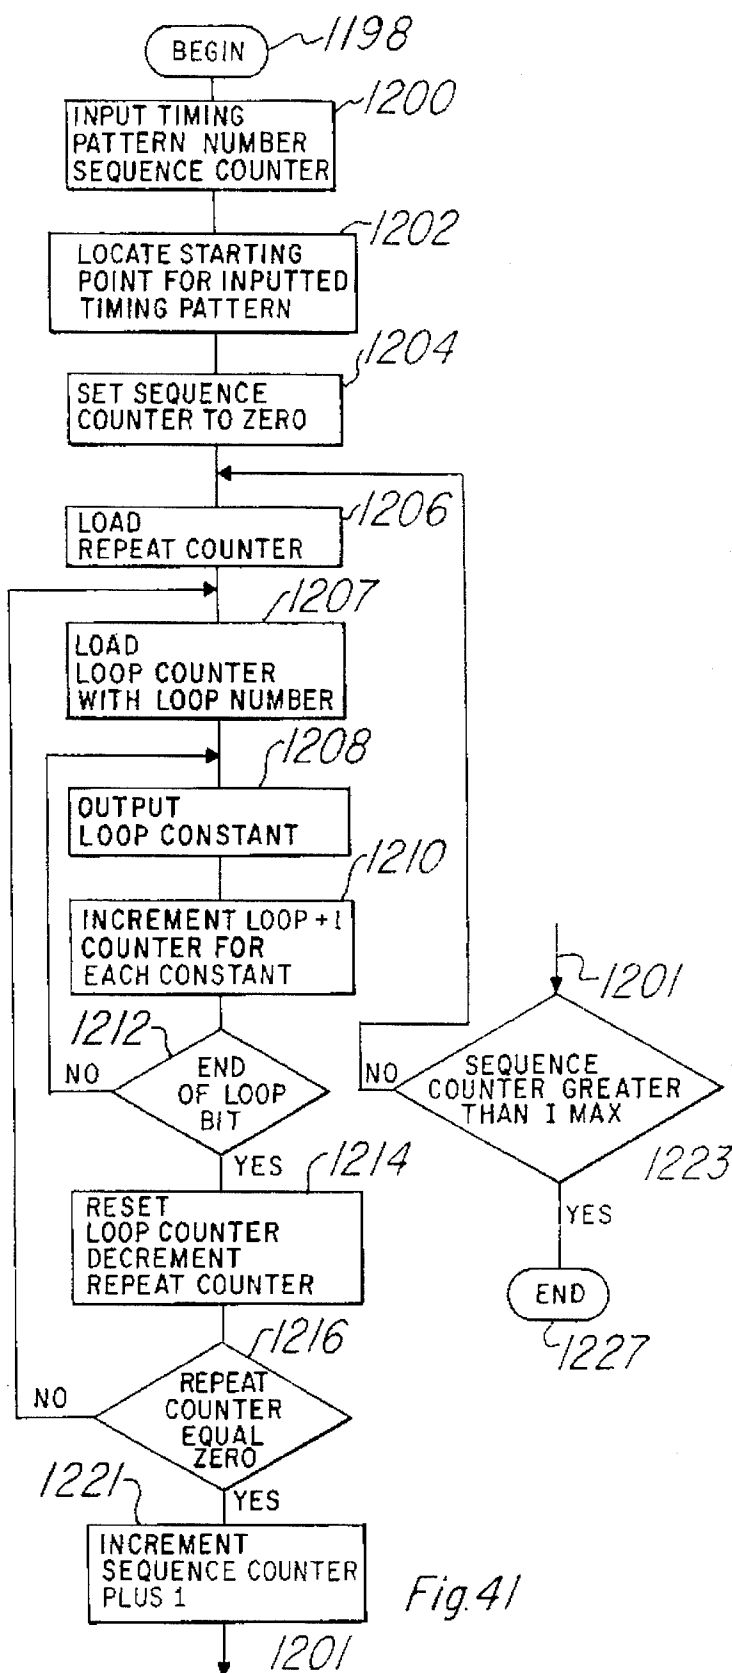 BEGIN
1198
1200
INPUT TIMING
PATTERN NUMBER
SEQUENCE COUNTER
1202
LOCATE STARTING
POINT FOR INPUTTED
TIMING PATTERN
1204
SET SEQUENCE
COUNTER TO ZERO
1206
LOAD
REPEAT COUNTER
1207
LOAD
LOOP COUNTER
WITH LOOP NUMBER
1208
OUTPUT
LOOP CONSTANT
1210
INCREMENT LOOP +1
COUNTER FOR
EACH CONSTANT
1212
END
OF LOOP
BIT
NO
YES
1214
RESET
LOOP COUNTER
DECREMENT
REPEAT COUNTER
1216
REPEAT
COUNTER
EQUAL
ZERO
NO
YES
1221
INCREMENT
SEQUENCE COUNTER
PLUS 1
1201
1201
SEQUENCE
COUNTER GREATER
THAN I MAX
NO
1223
YES
END
1227
Fig. 41